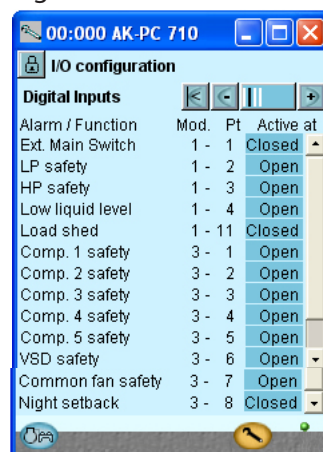 00:000 AK-PC 710
I/O configuration
Digital Inputs
Alarm / Function Mod. Pt Active at
Ext. Main Switch 1 - 1 Closed
LP safety 1 - 2 Open
HP safety 1 - 3 Open
Low liquid level 1 - 4 Open
Load shed 1 - 11 Closed
Comp. 1 safety 3 - 1 Open
Comp. 2 safety 3 - 2 Open
Comp. 3 safety 3 - 3 Open
Comp. 4 safety 3 - 4 Open
Comp. 5 safety 3 - 5 Open
VSD safety 3 - 6 Open
Common fan safety 3 - 7 Open
Night setback 3 - 8 Closed